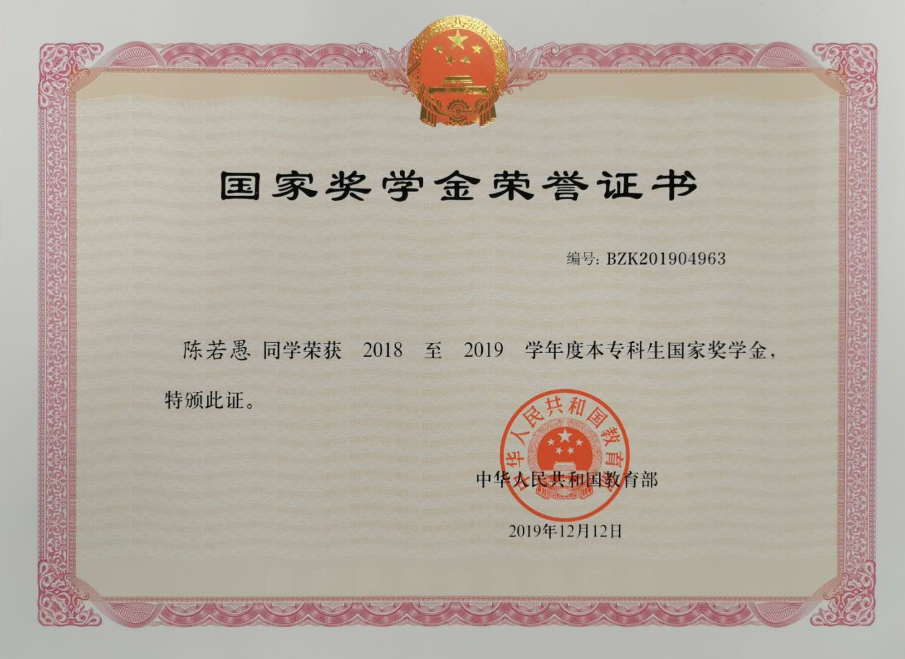 国家奖学金荣誉证书
编号: BZK201904963
陈若愚 同学荣获 2018 至 2019 学年度本专科生国家奖学金,
特颁此证。
中华人民共和国教育部
中华人民共和国教育部
2019年12月12日